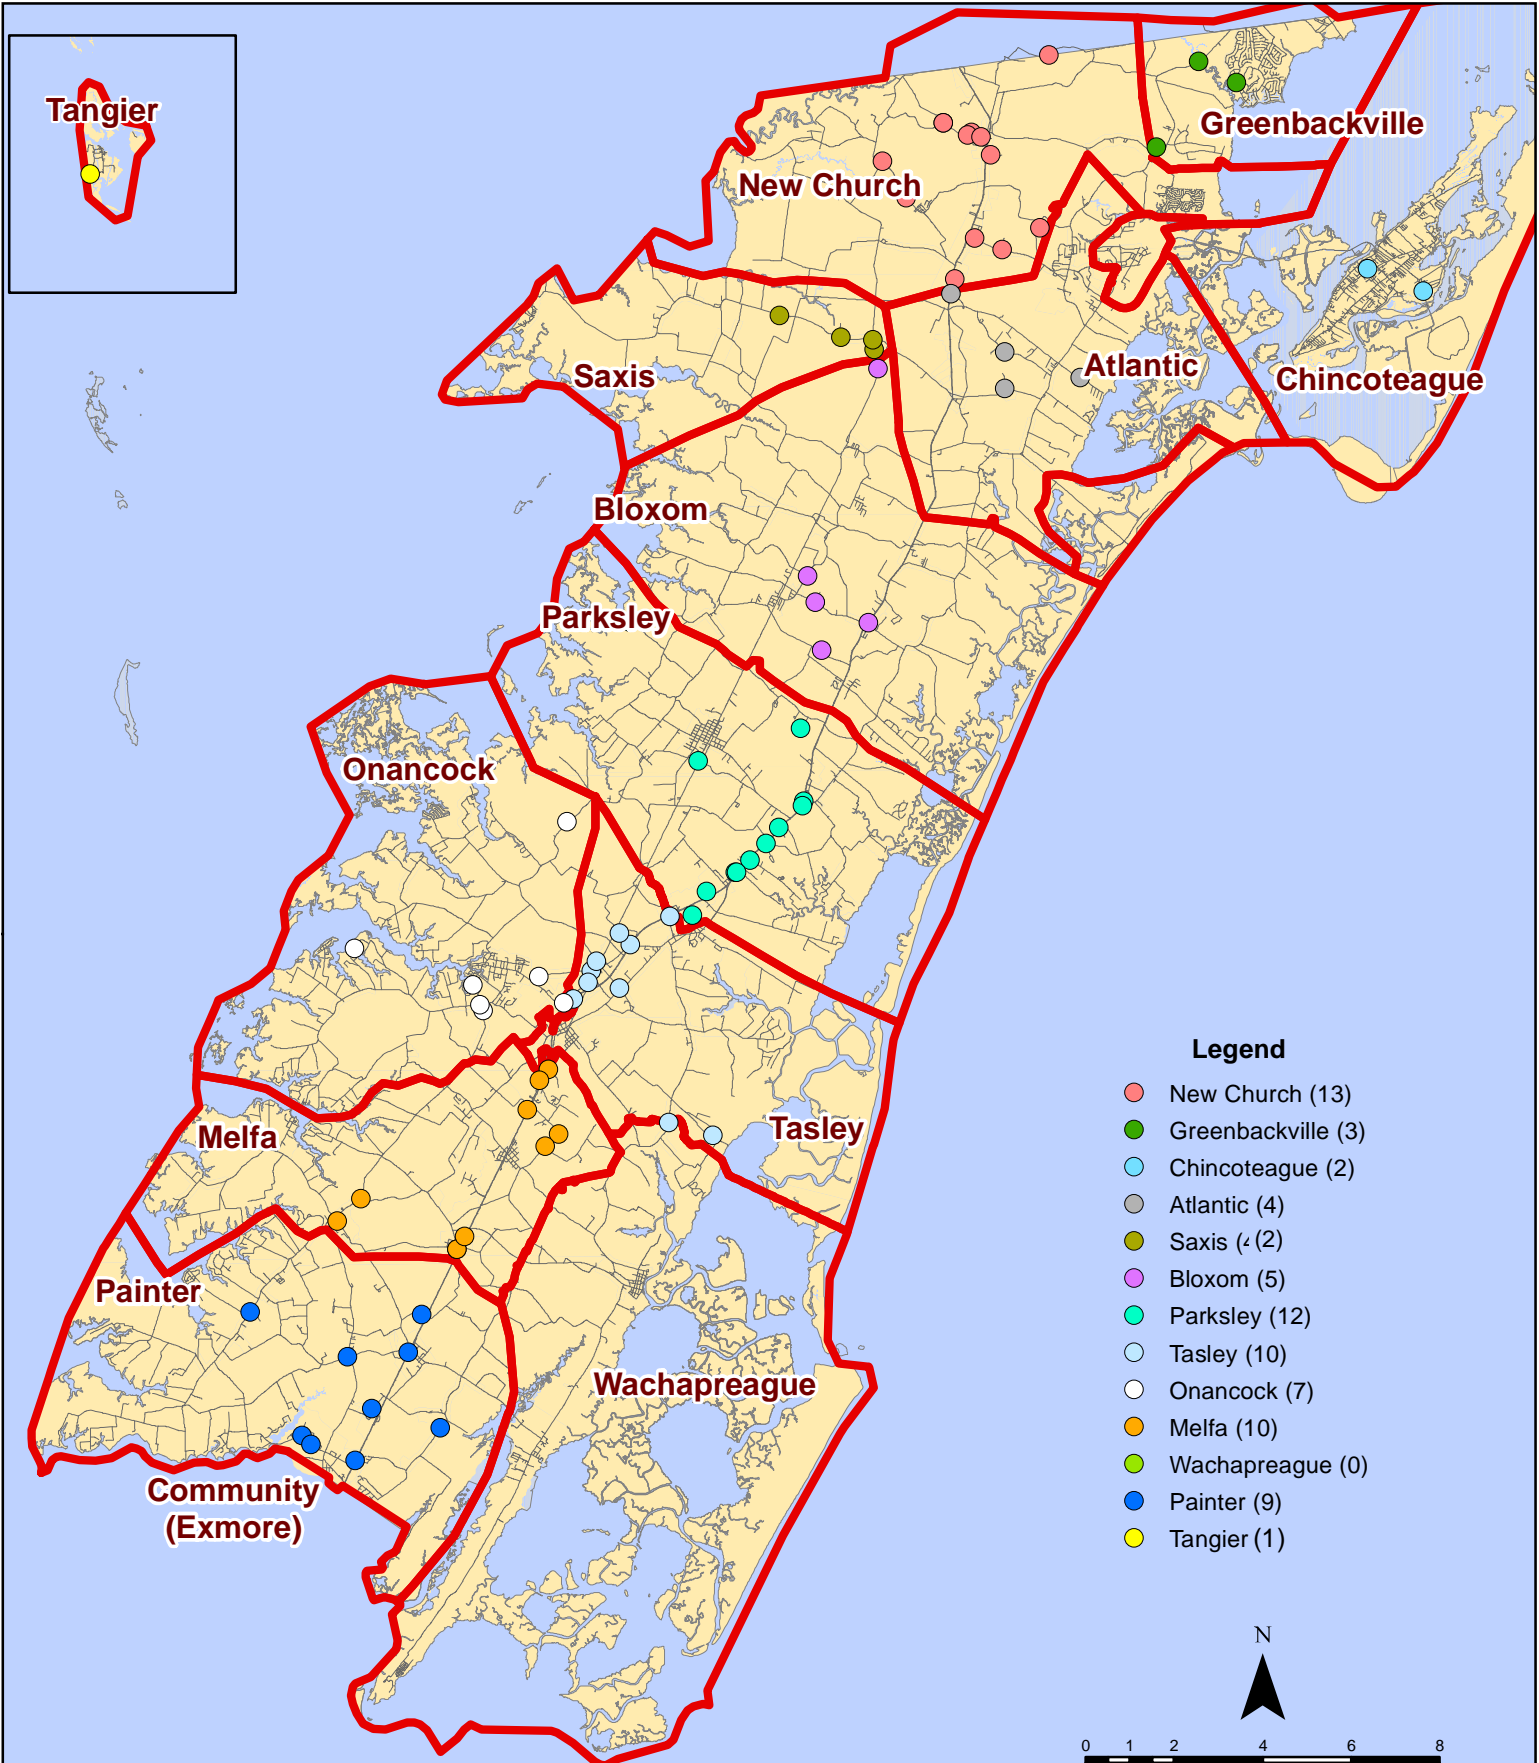 Tangier
Greenbackville
New Church
Atlantic
Saxis
Chincoteague
Bloxom
Parksley
Onancock
Tasley
Melfa
Painter
Wachapreague
Community
(Exmore)
Legend
New Church (13)
Greenbackville (3)
Chincoteague (2)
Atlantic (4)
Saxis (2)
Bloxom (5)
Parksley (12)
Tasley (10)
Onancock (7)
Melfa (10)
Wachapreague (0)
Painter (9)
Tangier (1)
N
0 1 2 4 6 8